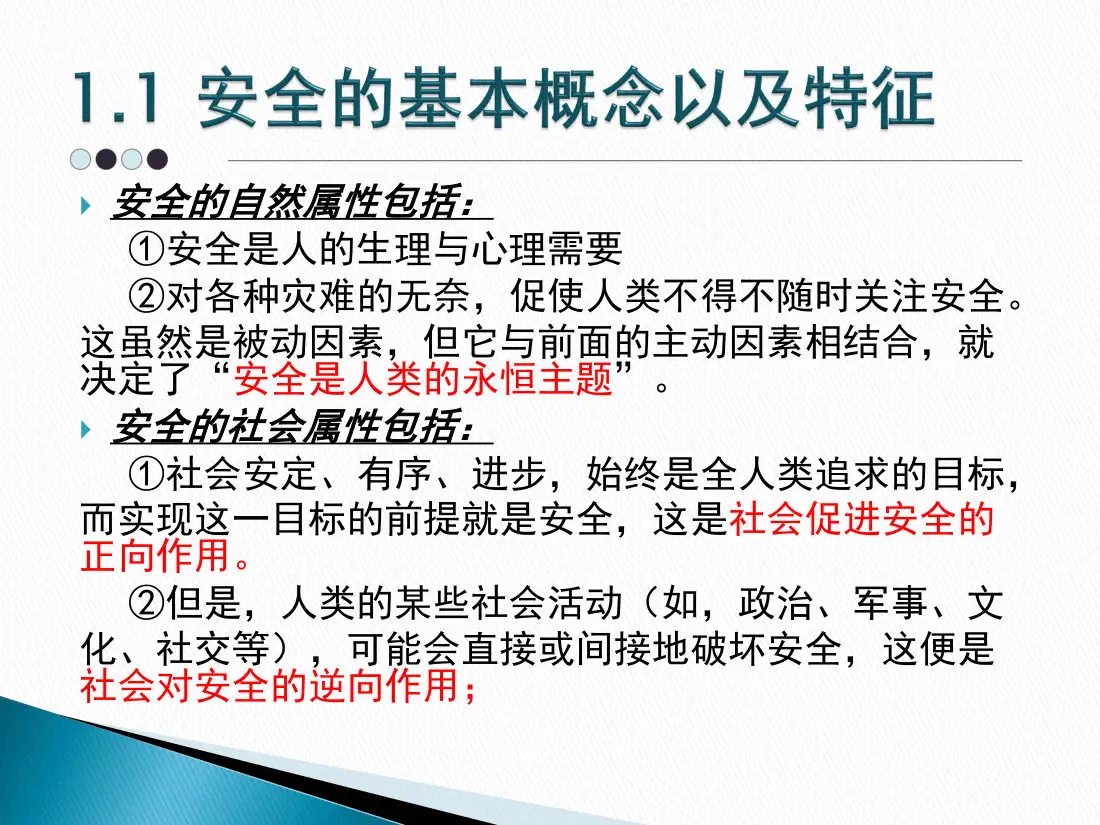 1.1 安全的基本概念以及特征
安全的自然属性包括：
①安全是人的生理与心理需要
②对各种灾难的无奈，促使人类不得不随时关注安全。
这虽然是被动因素，但它与前面的主动因素相结合，就
决定了“安全是人类的永恒主题”。
安全的社会属性包括：
①社会安定、有序、进步，始终是全人类追求的目标，
而实现这一目标的前提就是安全，这是社会促进安全的
正向作用。
②但是，人类的某些社会活动（如，政治、军事、文
化、社交等），可能会直接或间接地破坏安全，这便是
社会对安全的逆向作用；